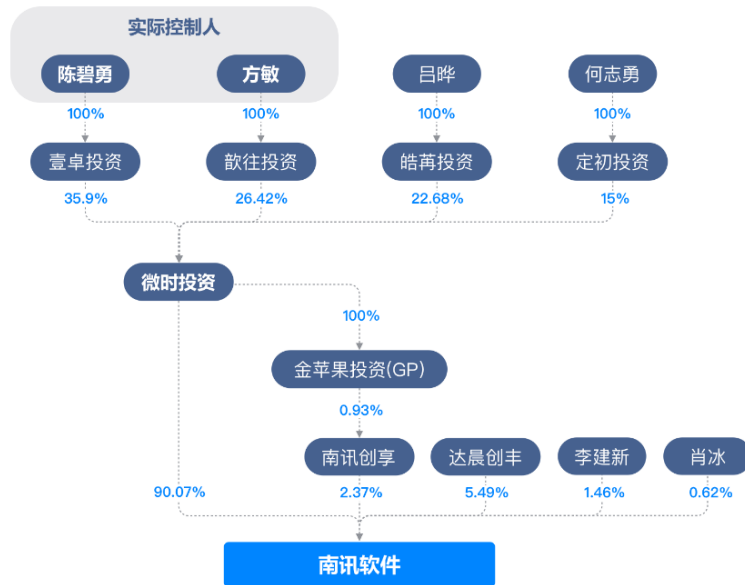 实际控制人
陈碧勇 方敏 吕晔 何志勇
100% 100% 100% 100%
壹卓投资 歆往投资 皓苒投资 定初投资
35.9% 26.42% 22.68% 15%
微时投资
100%
金苹果投资(GP)
0.93%
南讯创享 达晨创丰 李建新 肖冰
90.07% 2.37% 5.49% 1.46% 0.62%
南讯软件